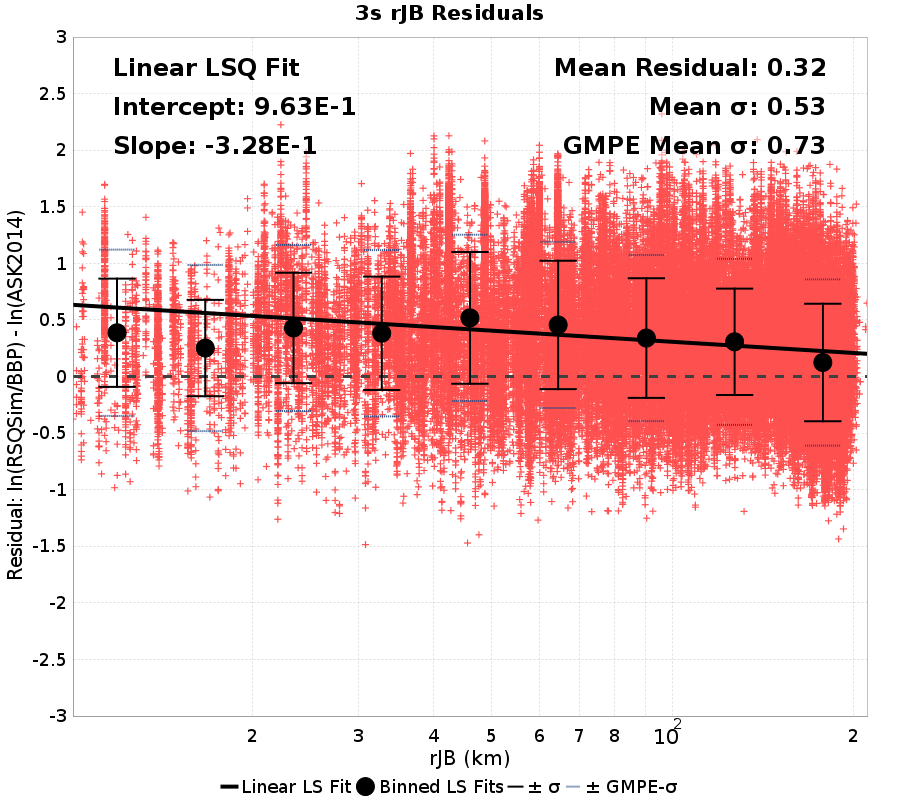 3s rJB Residuals
Linear LSQ Fit
Intercept: 9.63E-1
Slope: -3.28E-1
Mean Residual: 0.32
Mean σ: 0.53
GMPE Mean σ: 0.73
Residual: ln(RSQSim/BBP) - ln(ASK2014)
3
2.5
2
1.5
1
0.5
0
-0.5
-1
-1.5
-2
-2.5
-3
2 3 4 5 6 7 8 10² 2
rJB (km)
Linear LS Fit Binned LS Fits ± σ ± GMPE-σ